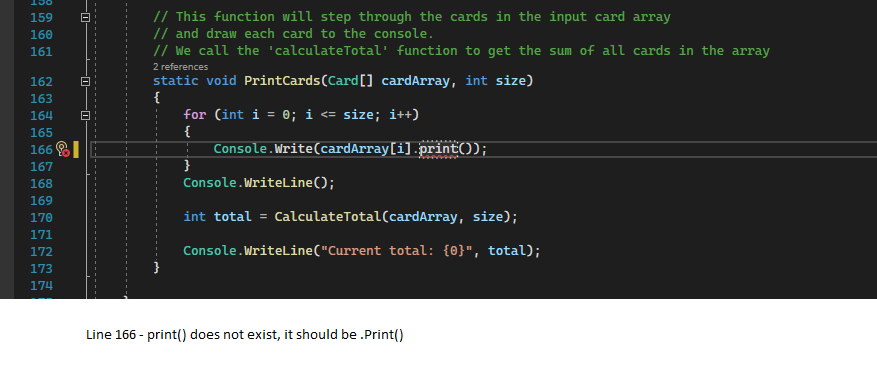 159 // This function will step through the cards in the input card array
160 // and draw each card to the console.
161 // We call the 'calculateTotal' function to get the sum of all cards in the array
2 references
162 static void PrintCards(Card[] cardArray, int size)
163 {
164 for (int i = 0; i <= size; i++)
165 {
166 Console.Write(cardArray[i].print());
167 }
168 Console.WriteLine();
169
170 int total = CalculateTotal(cardArray, size);
171
172 Console.WriteLine("Current total: {0}", total);
173 }
174
Line 166 - print() does not exist, it should be .Print()